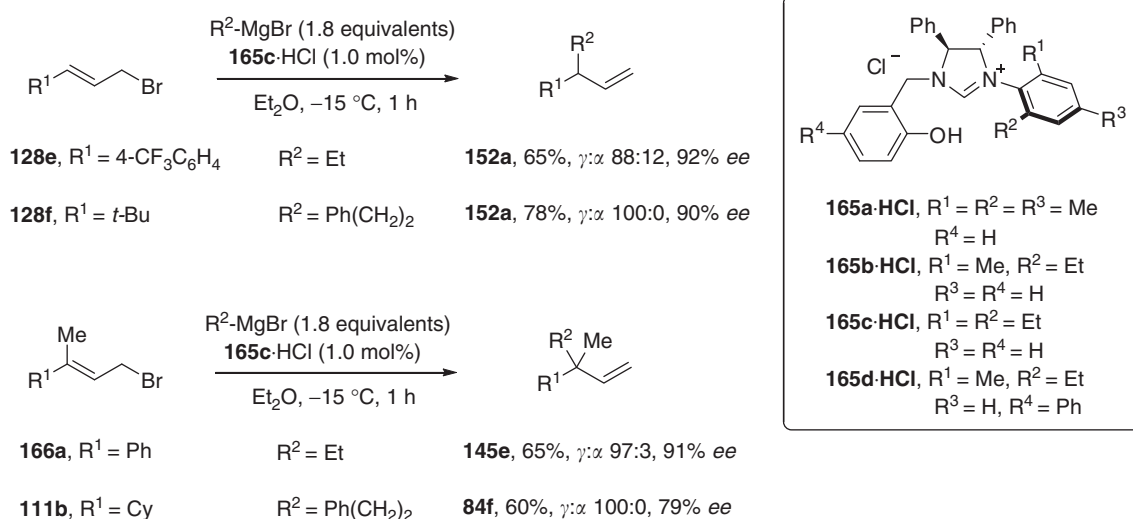 R²-MgBr (1.8 equivalents)
165c·HCl (1.0 mol%)
Et₂O, –15 °C, 1 h
R¹ Br
R² R¹
128e, R¹ = 4-CF₃C₆H₄ R² = Et 152a, 65%, γ:α 88:12, 92% ee
128f, R¹ = t-Bu R² = Ph(CH₂)₂ 152a, 78%, γ:α 100:0, 90% ee
R²-MgBr (1.8 equivalents)
165c·HCl (1.0 mol%)
Et₂O, –15 °C, 1 h
Me R¹ Br
R² Me R¹
166a, R¹ = Ph R² = Et 145e, 65%, γ:α 97:3, 91% ee
111b, R¹ = Cy R² = Ph(CH₂)₂ 84f, 60%, γ:α 100:0, 79% ee
Ph Ph
Cl⁻ R¹
N N⁺
R⁴ OH R² R³
165a·HCl, R¹ = R² = R³ = Me
R⁴ = H
165b·HCl, R¹ = Me, R² = Et
R³ = R⁴ = H
165c·HCl, R¹ = R² = Et
R³ = R⁴ = H
165d·HCl, R¹ = Me, R² = Et
R³ = H, R⁴ = Ph